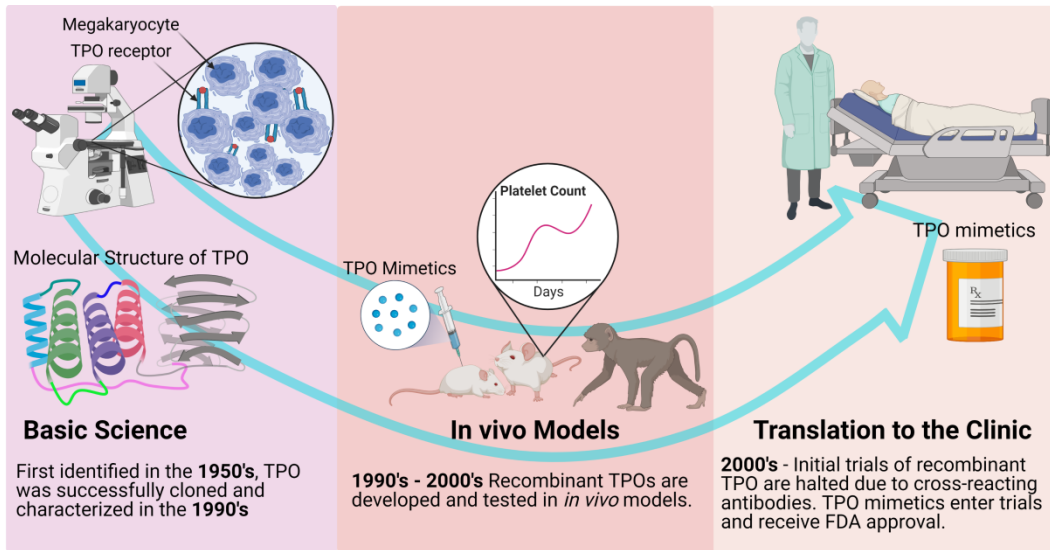 Megakaryocyte
TPO receptor
Molecular Structure of TPO
Basic Science
First identified in the 1950's, TPO
was successfully cloned and
characterized in the 1990's
Platelet Count
Days
TPO Mimetics
In vivo Models
1990's - 2000's Recombinant TPOs are
developed and tested in in vivo models.
TPO mimetics
Rx
Translation to the Clinic
2000's - Initial trials of recombinant
TPO are halted due to cross-reacting
antibodies. TPO mimetics enter trials
and receive FDA approval.